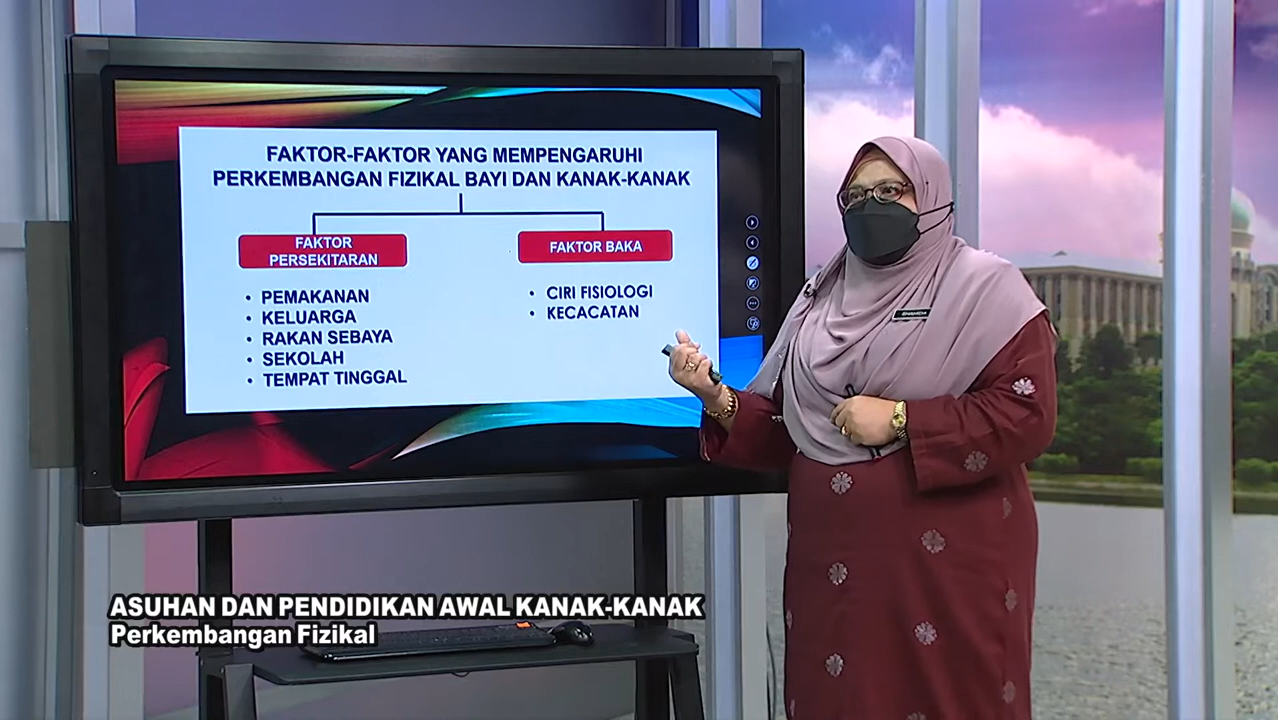 FAKTOR-FAKTOR YANG MEMPENGARUHI
PERKEMBANGAN FIZIKAL BAYI DAN KANAK-KANAK
FAKTOR
PERSEKITARAN
• PEMAKANAN
• KELUARGA
• RAKAN SEBAYA
• SEKOLAH
• TEMPAT TINGGAL
FAKTOR BAKA
• CIRI FISIOLOGI
• KECACATAN
ASUHAN DAN PENDIDIKAN AWAL KANAK-KANAK
Perkembangan Fizikal